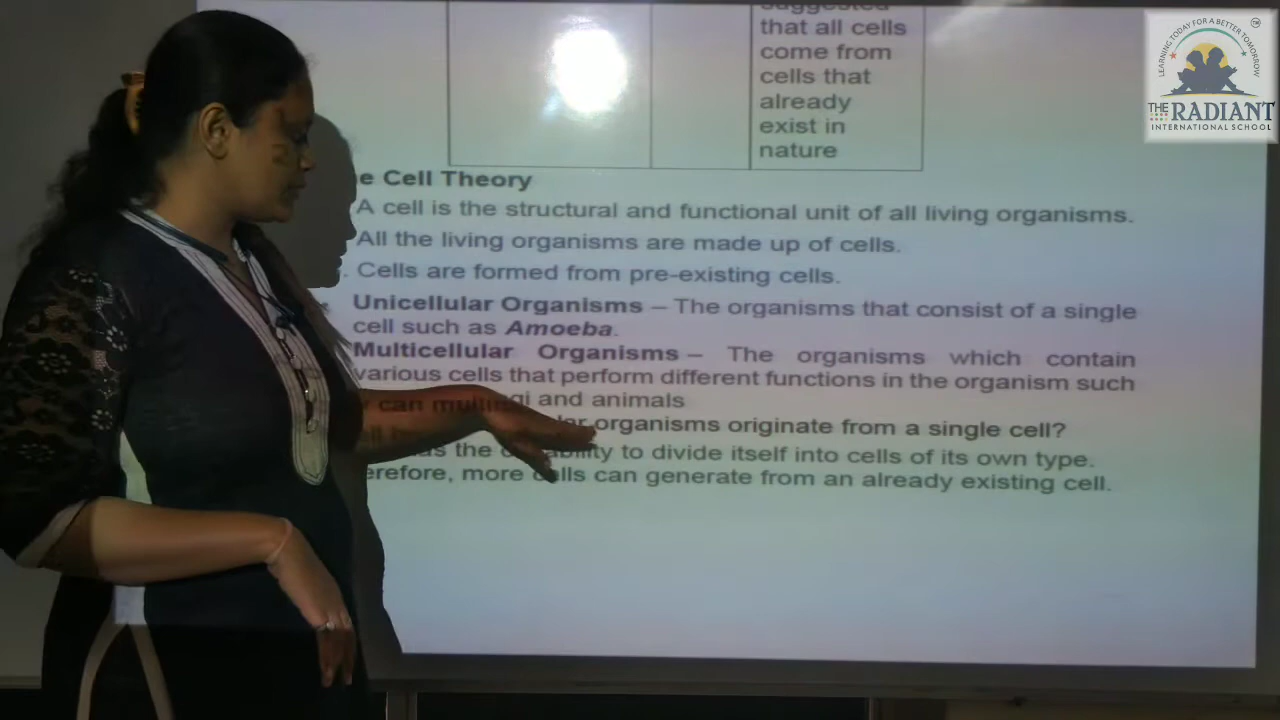 suggested
that all cells
come from
cells that
already
exist in
nature
Cell Theory
A cell is the structural and functional unit of all living organisms.
All the living organisms are made up of cells.
Cells are formed from pre-existing cells.
Unicellular Organisms – The organisms that consist of a single
cell such as Amoeba.
Multicellular Organisms – The organisms which contain
various cells that perform different functions in the organism such
and animals
can organisms originate from a single cell?
the to divide itself into cells of its own type.
more cells can generate from an already existing cell.
LEARNING TODAY FOR A BETTER TOMORROW
TM
THE RADIANT
INTERNATIONAL SCHOOL